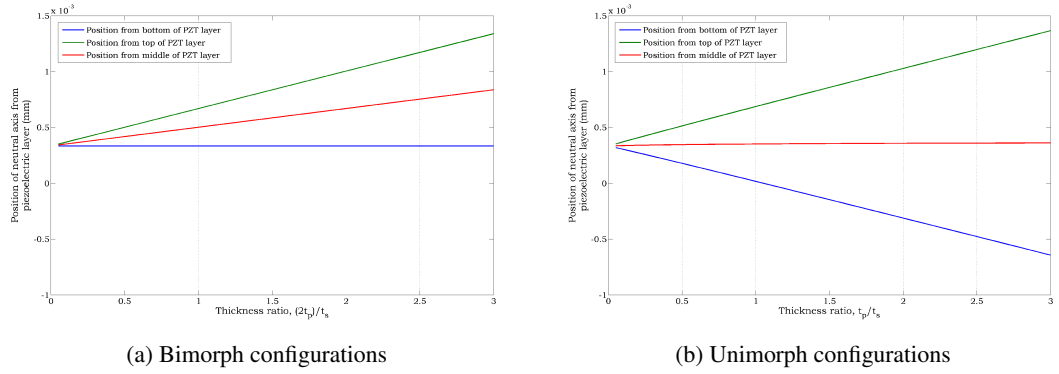 x 10⁻³
1.5
1
0.5
0
-0.5
-1
0
0.5
1
1.5
2
2.5
3
Position of neutral axis from
piezoelectric layer (mm)
Thickness ratio, (2tₚ)/tₛ
Position from bottom of PZT layer
Position from top of PZT layer
Position from middle of PZT layer
(a) Bimorph configurations
x 10⁻³
1.5
1
0.5
0
-0.5
-1
0
0.5
1
1.5
2
2.5
3
Position of neutral axis from
piezoelectric layer (mm)
Thickness ratio, tₚ/tₛ
Position from bottom of PZT layer
Position from top of PZT layer
Position from middle of PZT layer
(b) Unimorph configurations